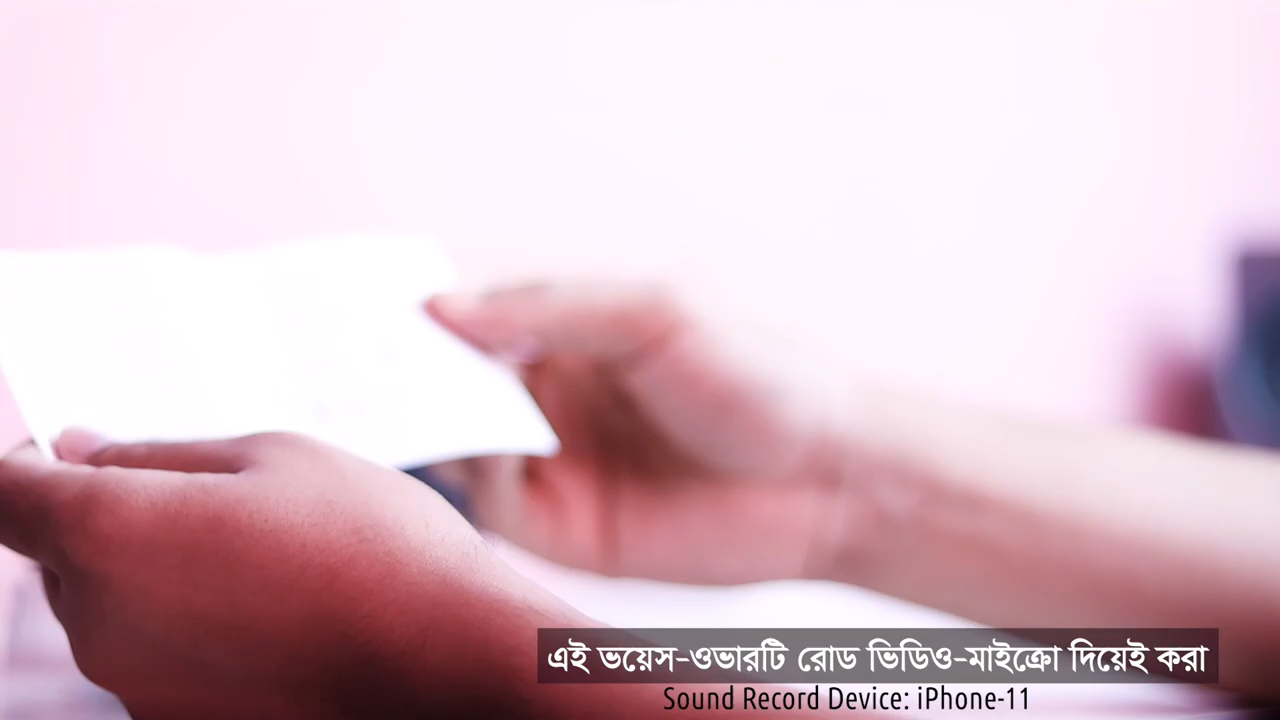 এই ভয়েস-ওভারটি রোড ভিডিও-মাইক্রো দিয়েই করা
Sound Record Device: iPhone-11